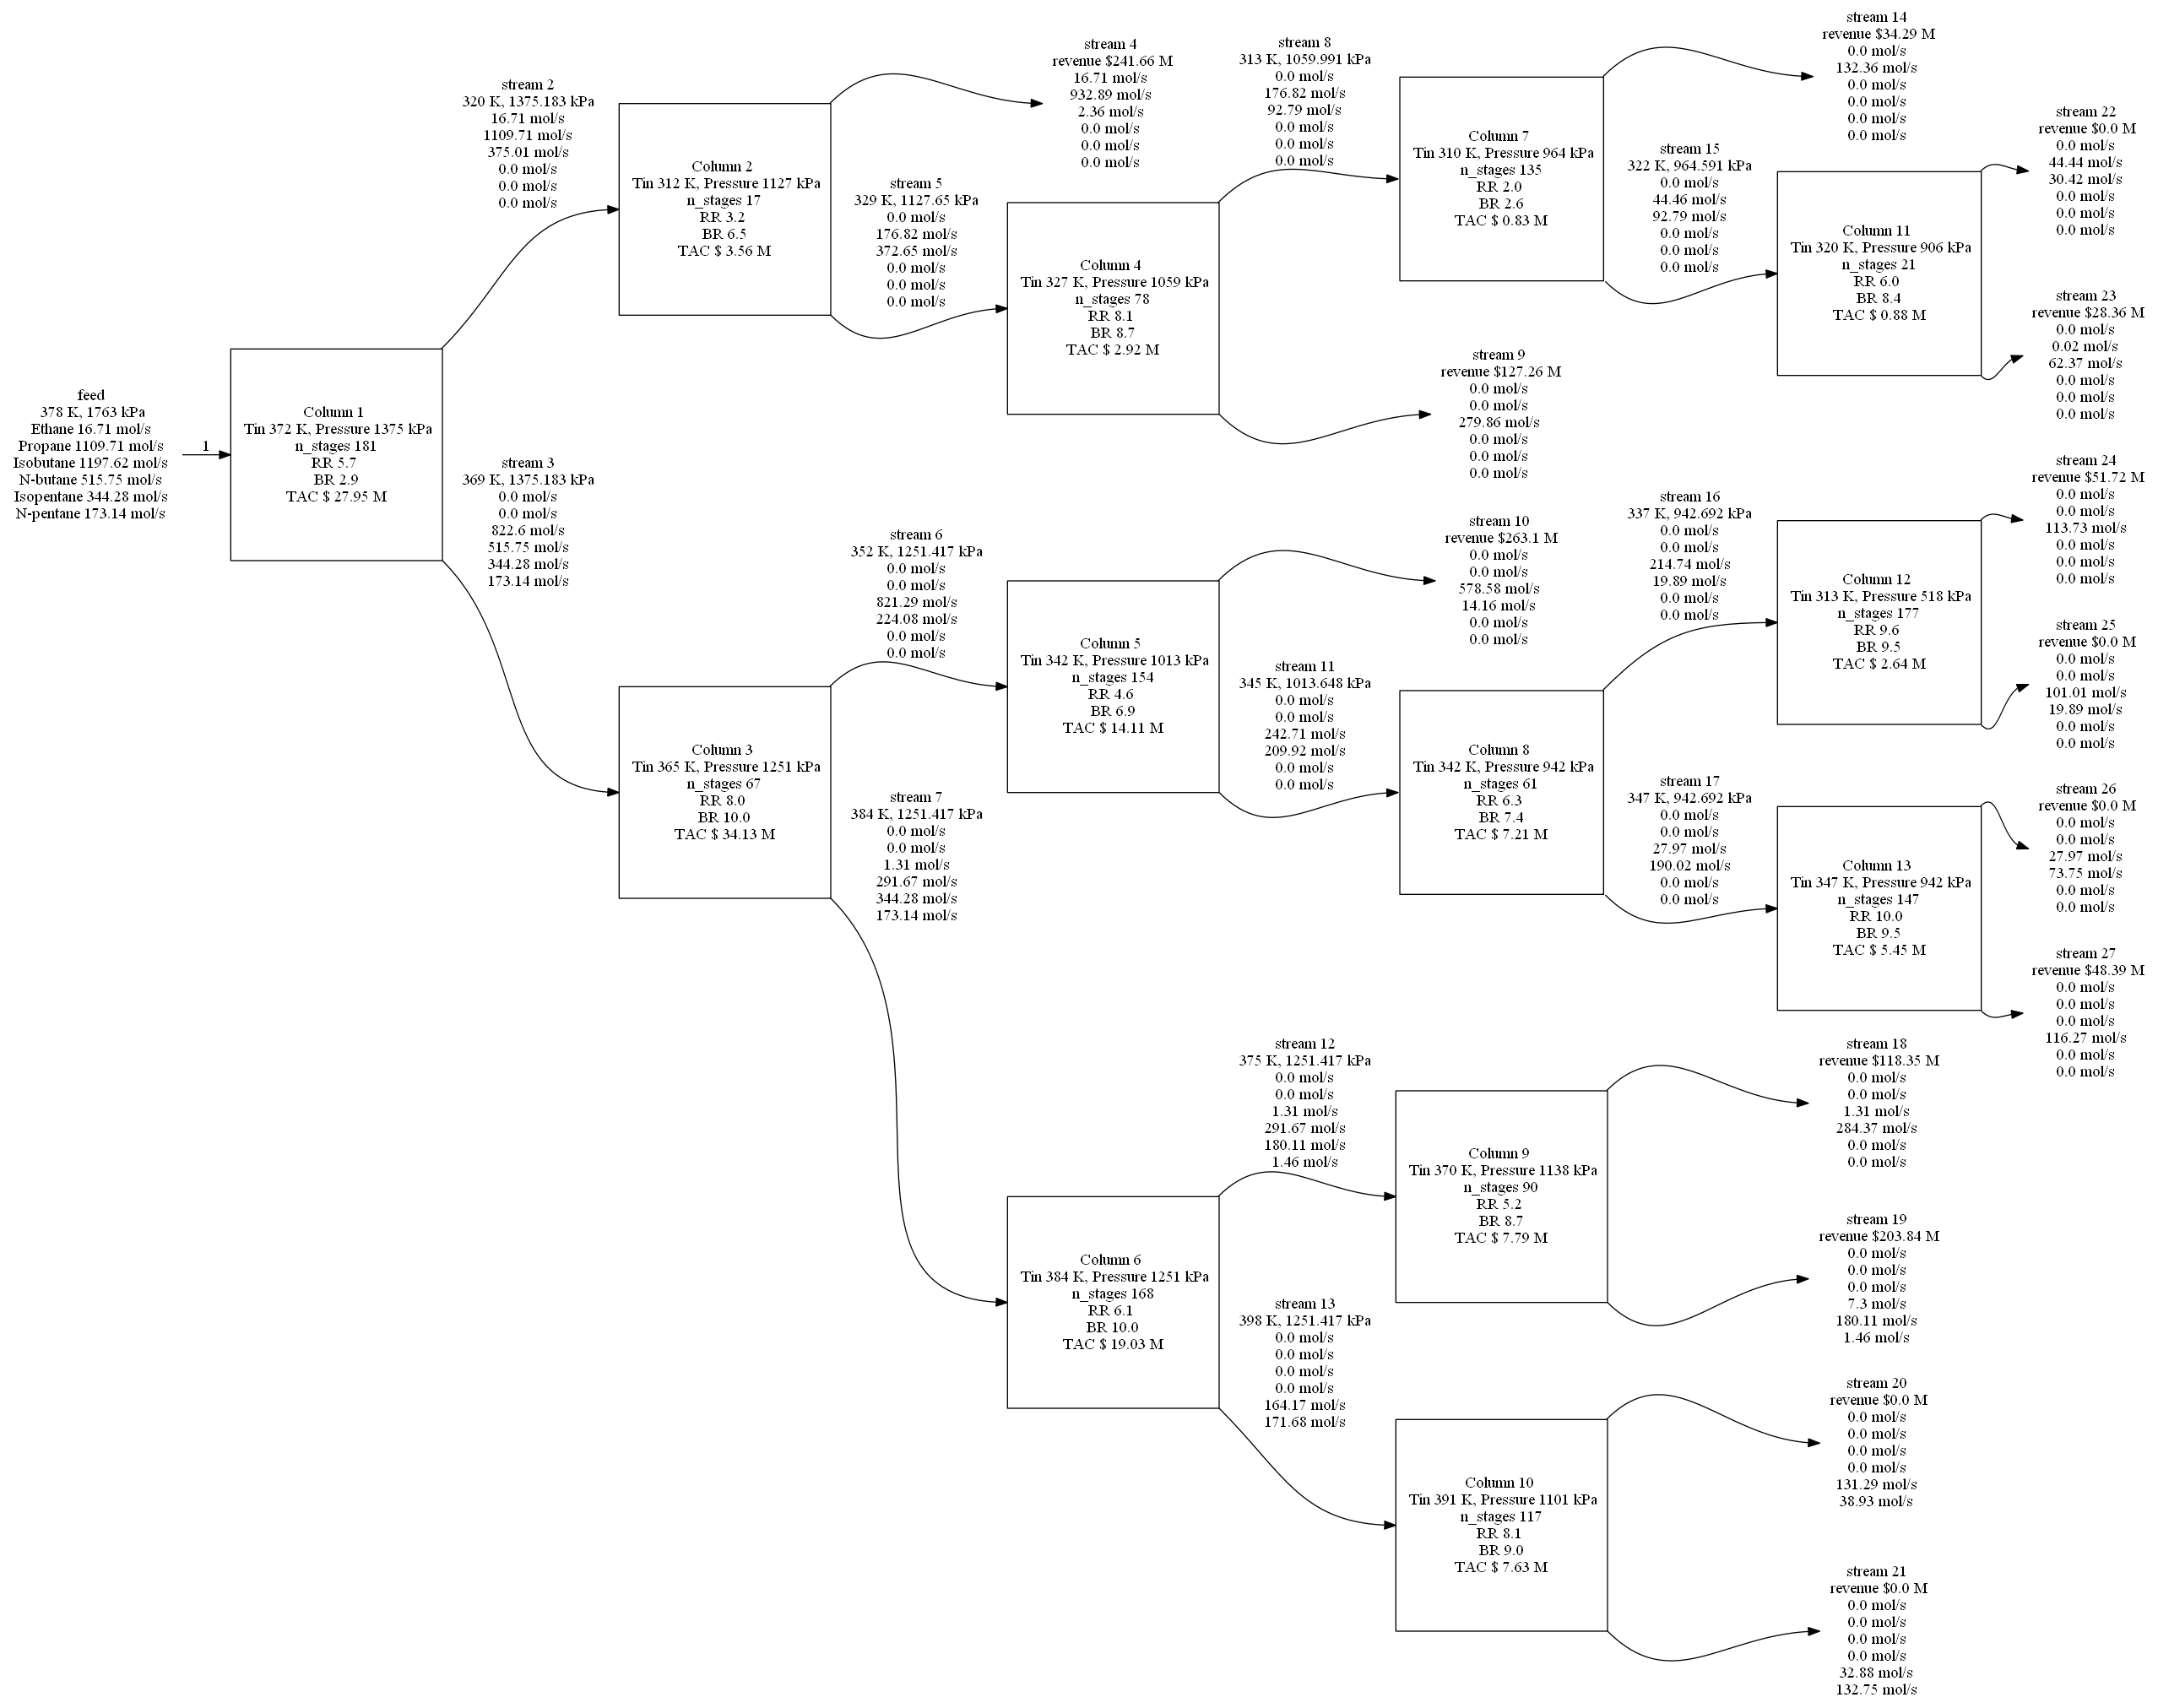 feed
378 K, 1763 kPa
Ethane 16.71 mol/s
Propane 1109.71 mol/s
Isobutane 1197.62 mol/s
N-butane 515.75 mol/s
Isopentane 344.28 mol/s
N-pentane 173.14 mol/s
1
Column 1
Tin 372 K, Pressure 1375 kPa
n_stages 181
RR 5.7
BR 2.9
TAC $ 27.95 M
stream 2
320 K, 1375.183 kPa
16.71 mol/s
1109.71 mol/s
375.01 mol/s
0.0 mol/s
0.0 mol/s
0.0 mol/s
stream 3
369 K, 1375.183 kPa
0.0 mol/s
0.0 mol/s
822.6 mol/s
515.75 mol/s
344.28 mol/s
173.14 mol/s
Column 2
Tin 312 K, Pressure 1127 kPa
n_stages 17
RR 3.2
BR 6.5
TAC $ 3.56 M
Column 3
Tin 365 K, Pressure 1251 kPa
n_stages 67
RR 8.0
BR 10.0
TAC $ 34.13 M
stream 4
revenue $241.66 M
16.71 mol/s
932.89 mol/s
2.36 mol/s
0.0 mol/s
0.0 mol/s
0.0 mol/s
stream 5
329 K, 1127.65 kPa
0.0 mol/s
176.82 mol/s
372.65 mol/s
0.0 mol/s
0.0 mol/s
0.0 mol/s
stream 6
352 K, 1251.417 kPa
0.0 mol/s
0.0 mol/s
821.29 mol/s
224.08 mol/s
0.0 mol/s
0.0 mol/s
stream 7
384 K, 1251.417 kPa
0.0 mol/s
0.0 mol/s
1.31 mol/s
291.67 mol/s
344.28 mol/s
173.14 mol/s
Column 4
Tin 327 K, Pressure 1059 kPa
n_stages 78
RR 8.1
BR 8.7
TAC $ 2.92 M
Column 5
Tin 342 K, Pressure 1013 kPa
n_stages 154
RR 4.6
BR 6.9
TAC $ 14.11 M
Column 6
Tin 384 K, Pressure 1251 kPa
n_stages 168
RR 6.1
BR 10.0
TAC $ 19.03 M
stream 8
313 K, 1059.991 kPa
0.0 mol/s
176.82 mol/s
92.79 mol/s
0.0 mol/s
0.0 mol/s
0.0 mol/s
stream 9
revenue $127.26 M
0.0 mol/s
0.0 mol/s
279.86 mol/s
0.0 mol/s
0.0 mol/s
0.0 mol/s
stream 10
revenue $263.1 M
0.0 mol/s
0.0 mol/s
578.58 mol/s
14.16 mol/s
0.0 mol/s
0.0 mol/s
stream 11
345 K, 1013.648 kPa
0.0 mol/s
0.0 mol/s
242.71 mol/s
209.92 mol/s
0.0 mol/s
0.0 mol/s
stream 12
375 K, 1251.417 kPa
0.0 mol/s
0.0 mol/s
1.31 mol/s
291.67 mol/s
180.11 mol/s
1.46 mol/s
stream 13
398 K, 1251.417 kPa
0.0 mol/s
0.0 mol/s
0.0 mol/s
0.0 mol/s
164.17 mol/s
171.68 mol/s
Column 7
Tin 310 K, Pressure 964 kPa
n_stages 135
RR 2.0
BR 2.6
TAC $ 0.83 M
Column 8
Tin 342 K, Pressure 942 kPa
n_stages 61
RR 6.3
BR 7.4
TAC $ 7.21 M
Column 9
Tin 370 K, Pressure 1138 kPa
n_stages 90
RR 5.2
BR 8.7
TAC $ 7.79 M
Column 10
Tin 391 K, Pressure 1101 kPa
n_stages 117
RR 8.1
BR 9.0
TAC $ 7.63 M
stream 14
revenue $34.29 M
0.0 mol/s
132.36 mol/s
0.0 mol/s
0.0 mol/s
0.0 mol/s
0.0 mol/s
stream 15
322 K, 964.591 kPa
0.0 mol/s
44.46 mol/s
92.79 mol/s
0.0 mol/s
0.0 mol/s
0.0 mol/s
stream 16
337 K, 942.692 kPa
0.0 mol/s
0.0 mol/s
214.74 mol/s
19.89 mol/s
0.0 mol/s
0.0 mol/s
stream 17
347 K, 942.692 kPa
0.0 mol/s
0.0 mol/s
27.97 mol/s
190.02 mol/s
0.0 mol/s
0.0 mol/s
stream 18
revenue $118.35 M
0.0 mol/s
0.0 mol/s
1.31 mol/s
284.37 mol/s
0.0 mol/s
0.0 mol/s
stream 19
revenue $203.84 M
0.0 mol/s
0.0 mol/s
0.0 mol/s
7.3 mol/s
180.11 mol/s
1.46 mol/s
stream 20
revenue $0.0 M
0.0 mol/s
0.0 mol/s
0.0 mol/s
0.0 mol/s
131.29 mol/s
38.93 mol/s
stream 21
revenue $0.0 M
0.0 mol/s
0.0 mol/s
0.0 mol/s
0.0 mol/s
32.88 mol/s
132.75 mol/s
Column 11
Tin 320 K, Pressure 906 kPa
n_stages 21
RR 6.0
BR 8.4
TAC $ 0.88 M
Column 12
Tin 313 K, Pressure 518 kPa
n_stages 177
RR 9.6
BR 9.5
TAC $ 2.64 M
Column 13
Tin 347 K, Pressure 942 kPa
n_stages 147
RR 10.0
BR 9.5
TAC $ 5.45 M
stream 22
revenue $0.0 M
0.0 mol/s
44.44 mol/s
30.42 mol/s
0.0 mol/s
0.0 mol/s
0.0 mol/s
stream 23
revenue $28.36 M
0.0 mol/s
0.02 mol/s
62.37 mol/s
0.0 mol/s
0.0 mol/s
0.0 mol/s
stream 24
revenue $51.72 M
0.0 mol/s
0.0 mol/s
113.73 mol/s
0.0 mol/s
0.0 mol/s
0.0 mol/s
stream 25
revenue $0.0 M
0.0 mol/s
0.0 mol/s
101.01 mol/s
19.89 mol/s
0.0 mol/s
0.0 mol/s
stream 26
revenue $0.0 M
0.0 mol/s
0.0 mol/s
27.97 mol/s
73.75 mol/s
0.0 mol/s
0.0 mol/s
stream 27
revenue $48.39 M
0.0 mol/s
0.0 mol/s
0.0 mol/s
116.27 mol/s
0.0 mol/s
0.0 mol/s